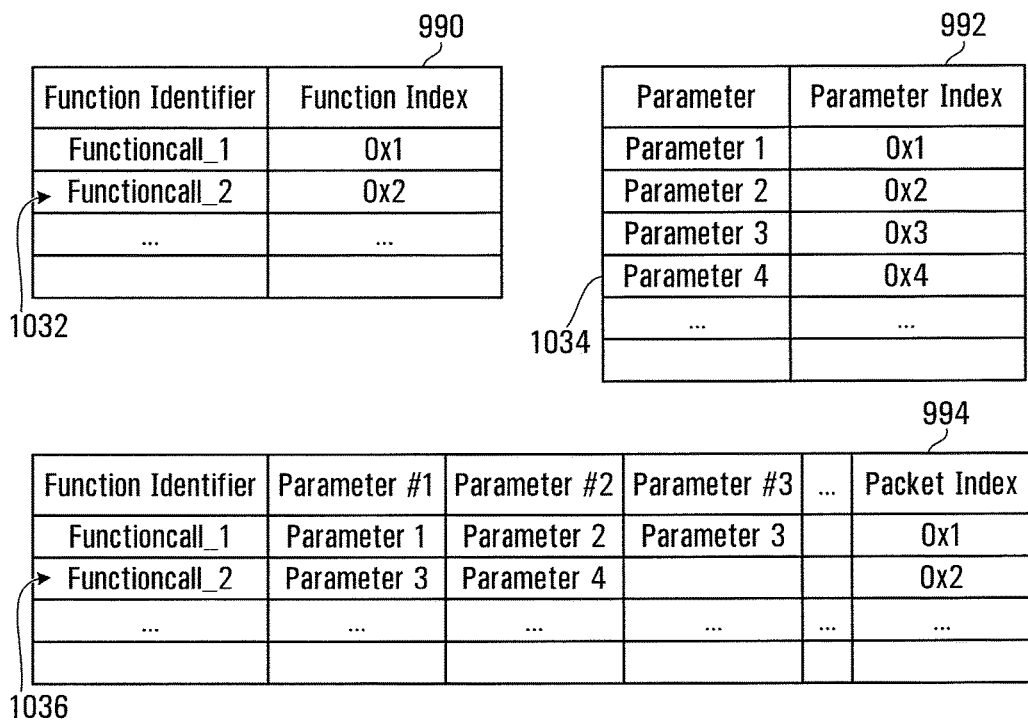 990
Function Identifier Function Index
Functioncall_1 0x1
Functioncall_2 0x2
... ...
1032
992
Parameter Parameter Index
Parameter 1 0x1
Parameter 2 0x2
Parameter 3 0x3
Parameter 4 0x4
... ...
1034
994
Function Identifier Parameter #1 Parameter #2 Parameter #3 ... Packet Index
Functioncall_1 Parameter 1 Parameter 2 Parameter 3 0x1
Functioncall_2 Parameter 3 Parameter 4 0x2
... ... ... ... ... ...
1036